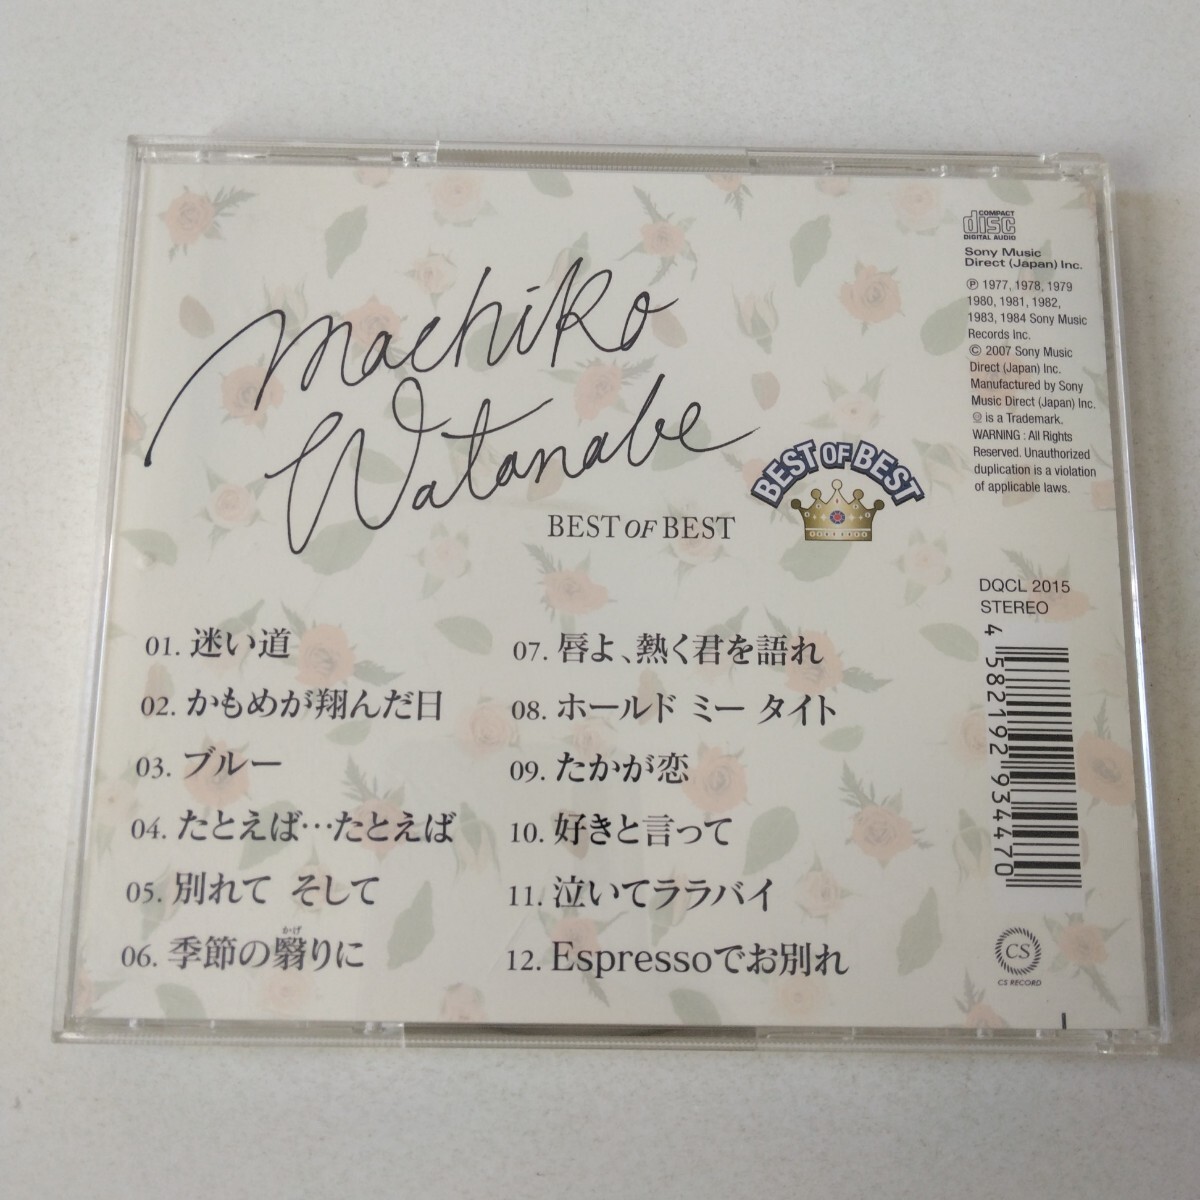 Machiko
Watanabe
BEST OF BEST
BEST OF BEST
COMPACT
disc
DIGITAL AUDIO
Sony Music
Direct (Japan) Inc.
℗ 1977, 1978, 1979
1980, 1981, 1982,
1983, 1984 Sony Music
Records Inc.
© 2007 Sony Music
Direct (Japan) Inc.
Manufactured by Sony
Music Direct (Japan) Inc.
is a Trademark.
WARNING : All Rights
Reserved. Unauthorized
duplication is a violation
of applicable laws.
DQCL 2015
STEREO
4 582192 934470
01. 迷い道
02. かもめが翔んだ日
03. ブルー
04. たとえば…たとえば
05. 別れて そして
かげ
06. 季節の翳りに
07. 唇よ、熱く君を語れ
08. ホールド ミー タイト
09. たかが恋
10. 好きと言って
11. 泣いてララバイ
12. Espressoでお別れ
CS
CS RECORD